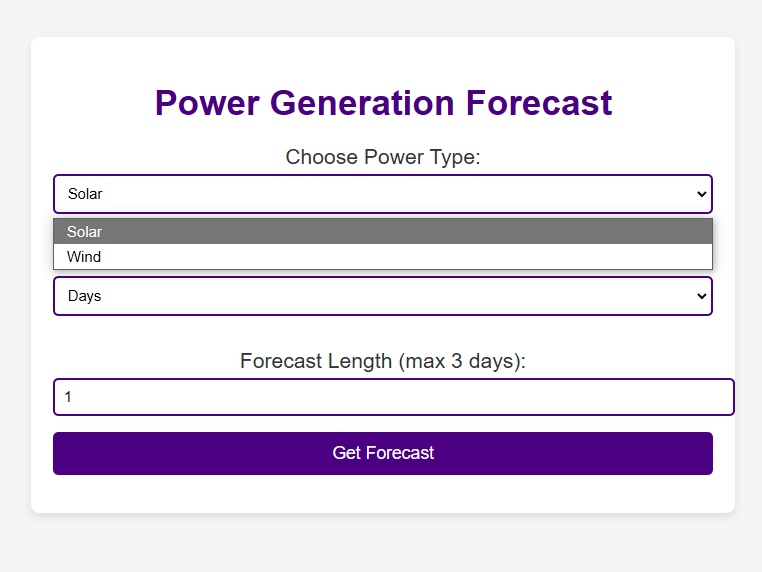 Power Generation Forecast
Choose Power Type:
Solar
Solar
Wind
Days
Forecast Length (max 3 days):
1
Get Forecast